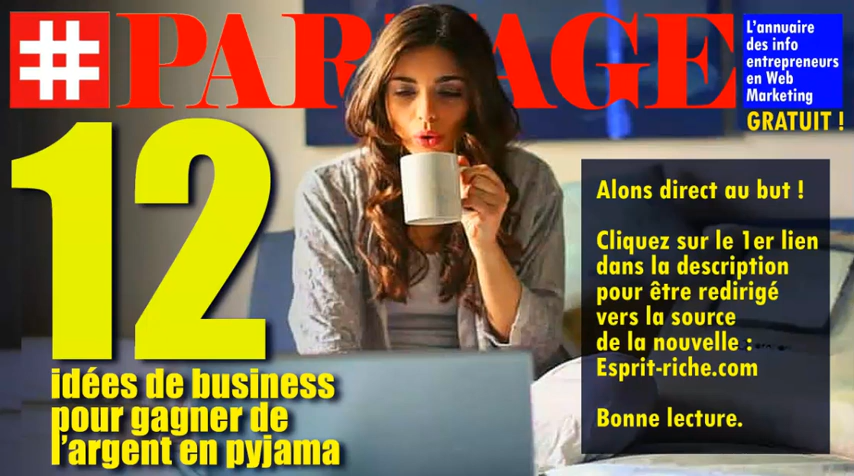 #PARTAGE
L'annuaire
des info
entrepreneurs
en Web
Marketing
GRATUIT !
12
idées de business
pour gagner de
l'argent en pyjama
Alons direct au but !
Cliquez sur le 1er lien
dans la description
pour être redirigé
vers la source
de la nouvelle :
Esprit-riche.com
Bonne lecture.